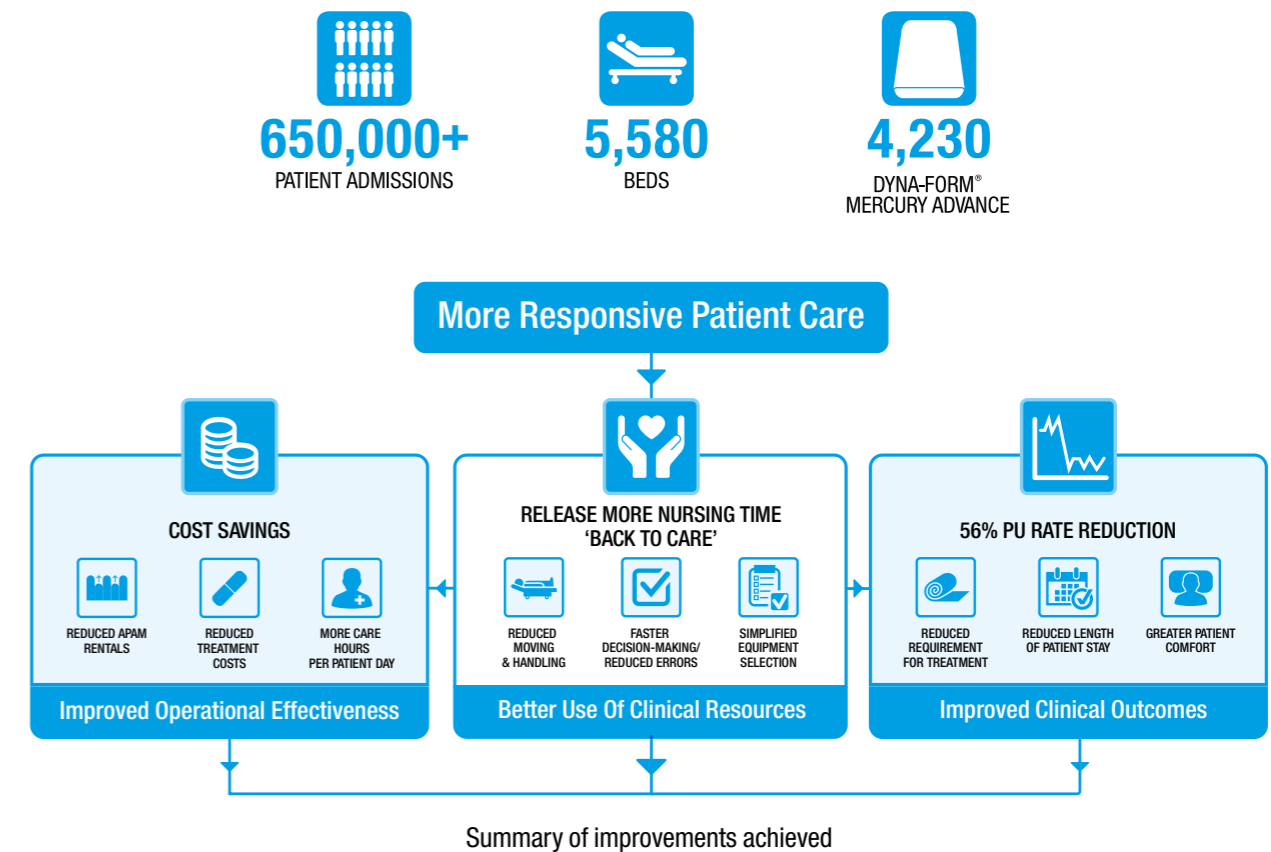 650,000+
PATIENT ADMISSIONS
5,580
BEDS
4,230
DYNA-FORM®
MERCURY ADVANCE
More Responsive Patient Care
COST SAVINGS
REDUCED APAM
RENTALS
REDUCED
TREATMENT
COSTS
MORE CARE
HOURS
PER PATIENT DAY
Improved Operational Effectiveness
RELEASE MORE NURSING TIME
‘BACK TO CARE’
REDUCED
MOVING
& HANDLING
FASTER
DECISION-MAKING/
REDUCED ERRORS
SIMPLIFIED
EQUIPMENT
SELECTION
Better Use Of Clinical Resources
56% PU RATE REDUCTION
REDUCED
REQUIREMENT
FOR TREATMENT
REDUCED LENGTH
OF PATIENT STAY
GREATER PATIENT
COMFORT
Improved Clinical Outcomes
Summary of improvements achieved